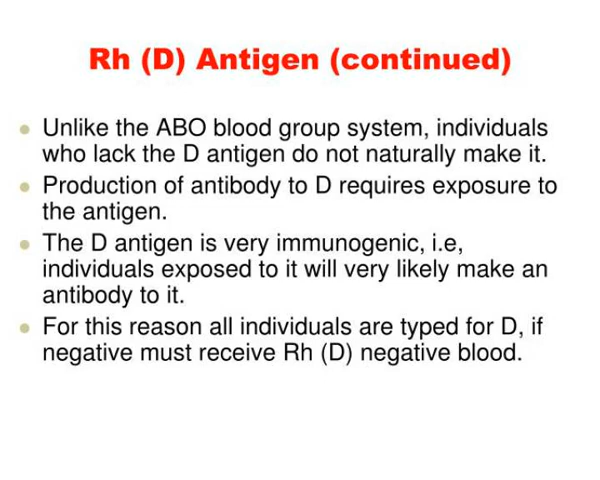 Rh (D) Antigen (continued)
Unlike the ABO blood group system, individuals
who lack the D antigen do not naturally make it.
Production of antibody to D requires exposure to
the antigen.
The D antigen is very immunogenic, i.e,
individuals exposed to it will very likely make an
antibody to it.
For this reason all individuals are typed for D, if
negative must receive Rh (D) negative blood.